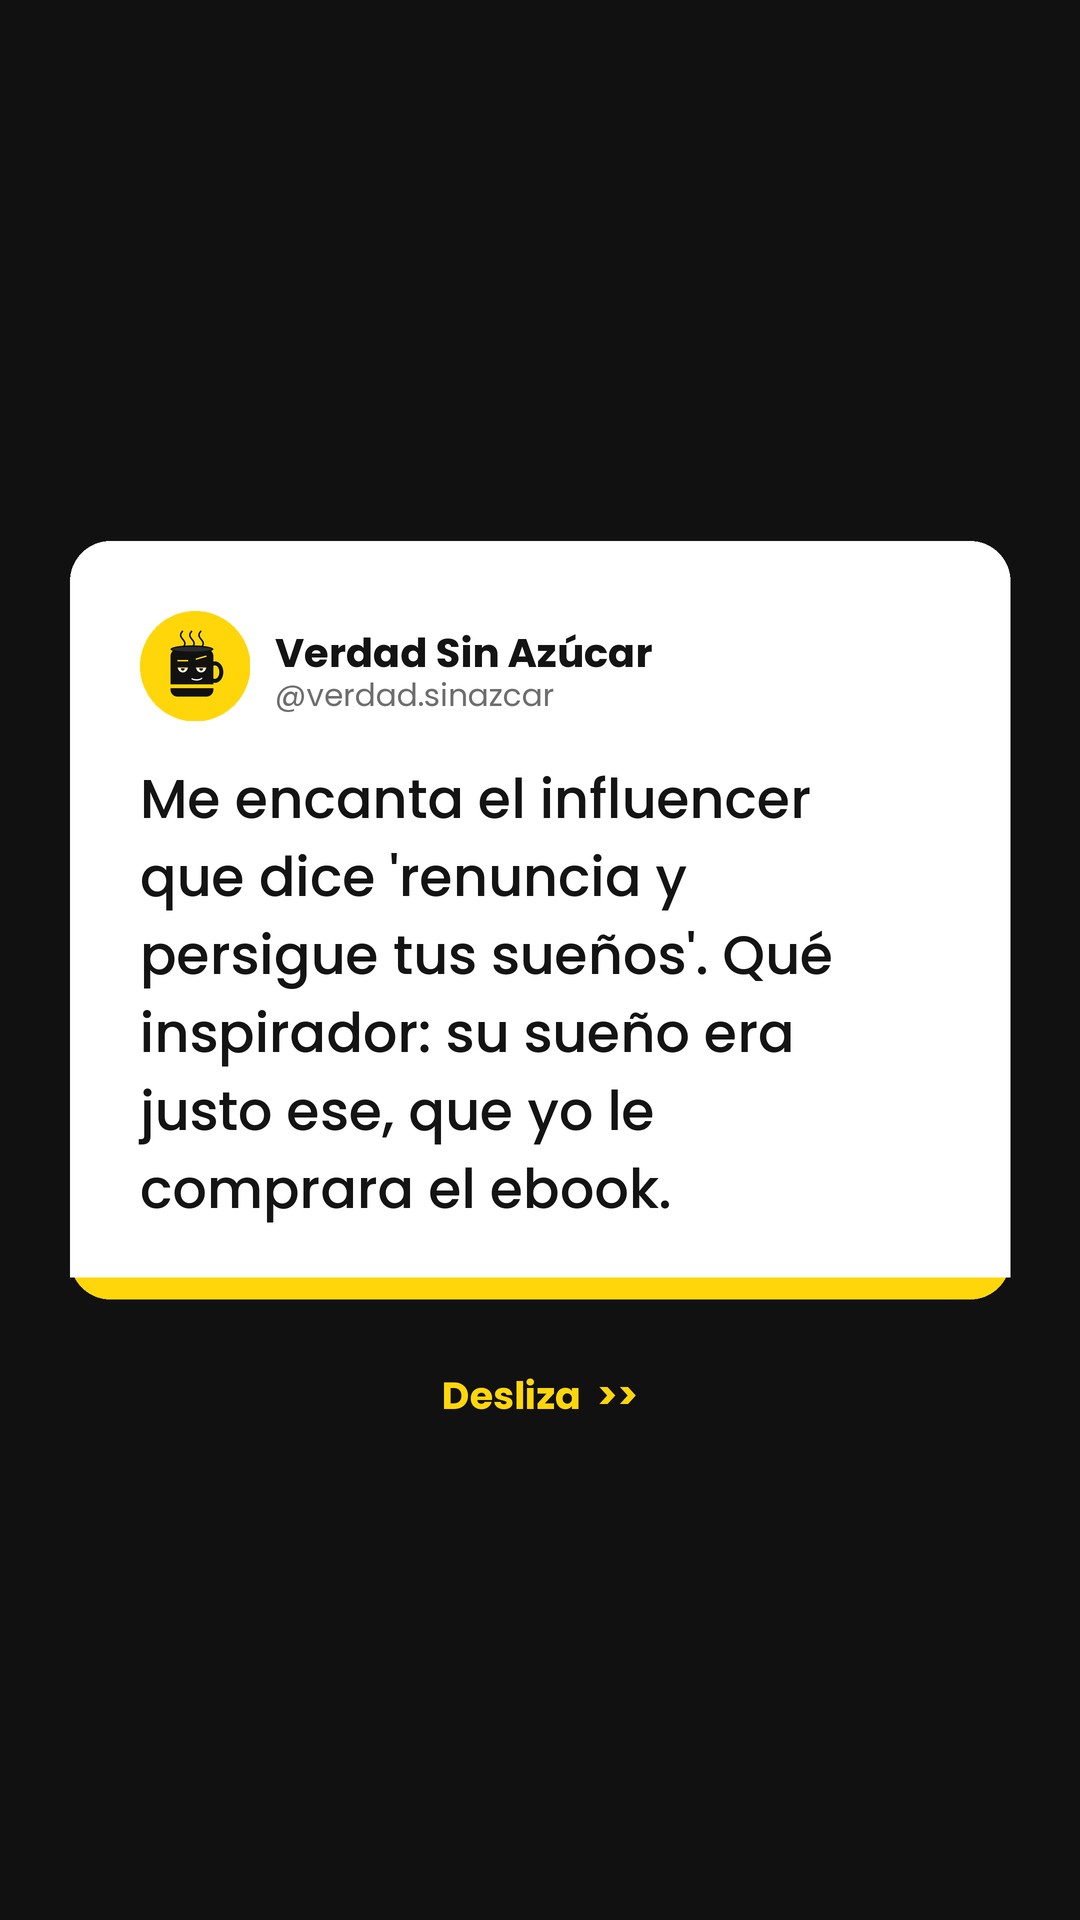 Verdad Sin Azúcar
@verdad.sinazcar
Me encanta el influencer
que dice 'renuncia y
persigue tus sueños'. Qué
inspirador: su sueño era
justo ese, que yo le
comprara el ebook.
Desliza >>